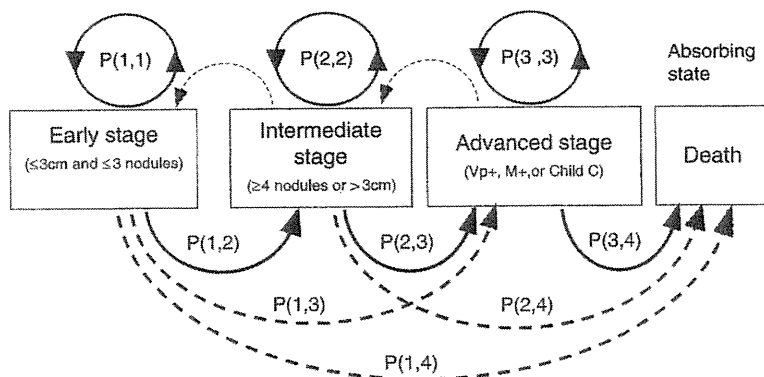 P(1,1)
P(2,2)
P(3 ,3)
Absorbing
state
Early stage
(≤3cm and ≤3 nodules)
Intermediate
stage
(≥4 nodules or >3cm)
Advanced stage
(Vp+, M+,or Child C)
Death
P(1,2)
P(2,3)
P(3,4)
P(1,3)
P(2,4)
P(1,4)